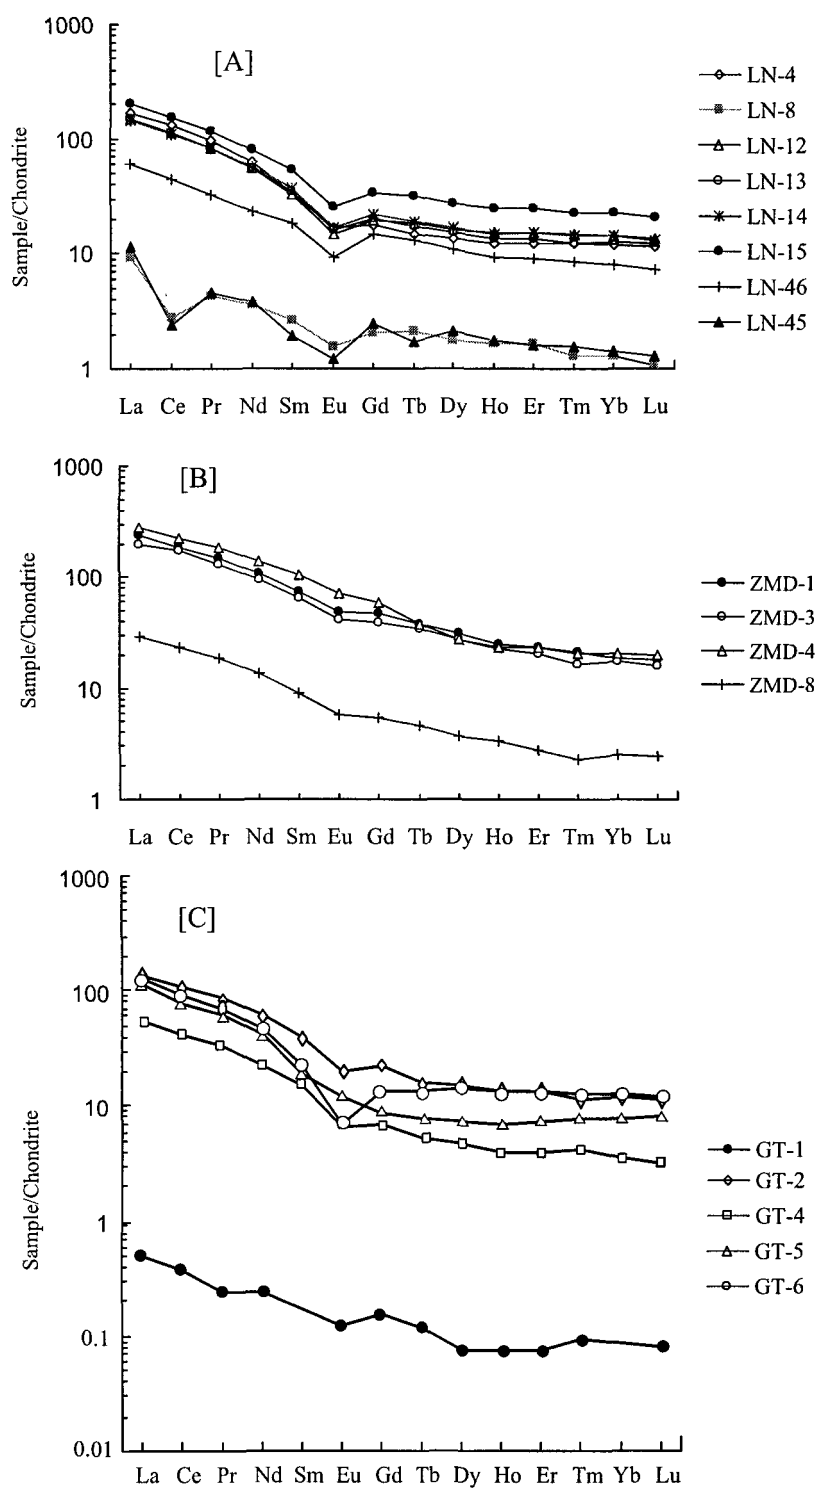 1000
[A]
100
10
1
Sample/Chondrite
La Ce Pr Nd Sm Eu Gd Tb Dy Ho Er Tm Yb Lu
LN-4
LN-8
LN-12
LN-13
LN-14
LN-15
LN-46
LN-45
1000
[B]
100
10
1
Sample/Chondrite
La Ce Pr Nd Sm Eu Gd Tb Dy Ho Er Tm Yb Lu
ZMD-1
ZMD-3
ZMD-4
ZMD-8
1000
[C]
100
10
1
0.1
0.01
Sample/Chondrite
La Ce Pr Nd Sm Eu Gd Tb Dy Ho Er Tm Yb Lu
GT-1
GT-2
GT-4
GT-5
GT-6